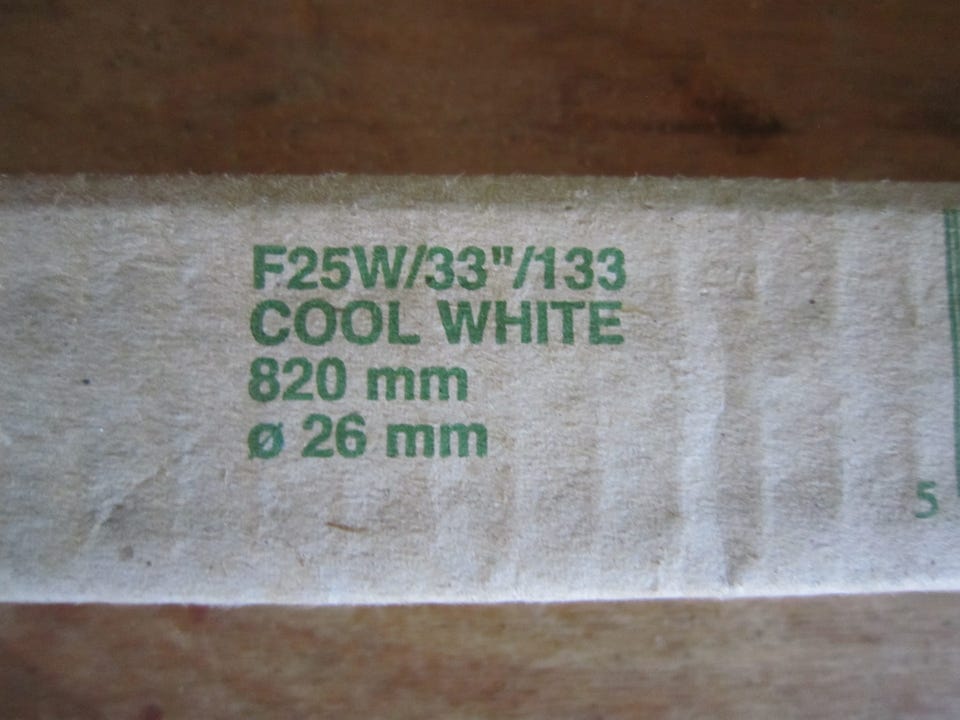 F25W/33"/133
COOL WHITE
820 mm
ø 26 mm
5